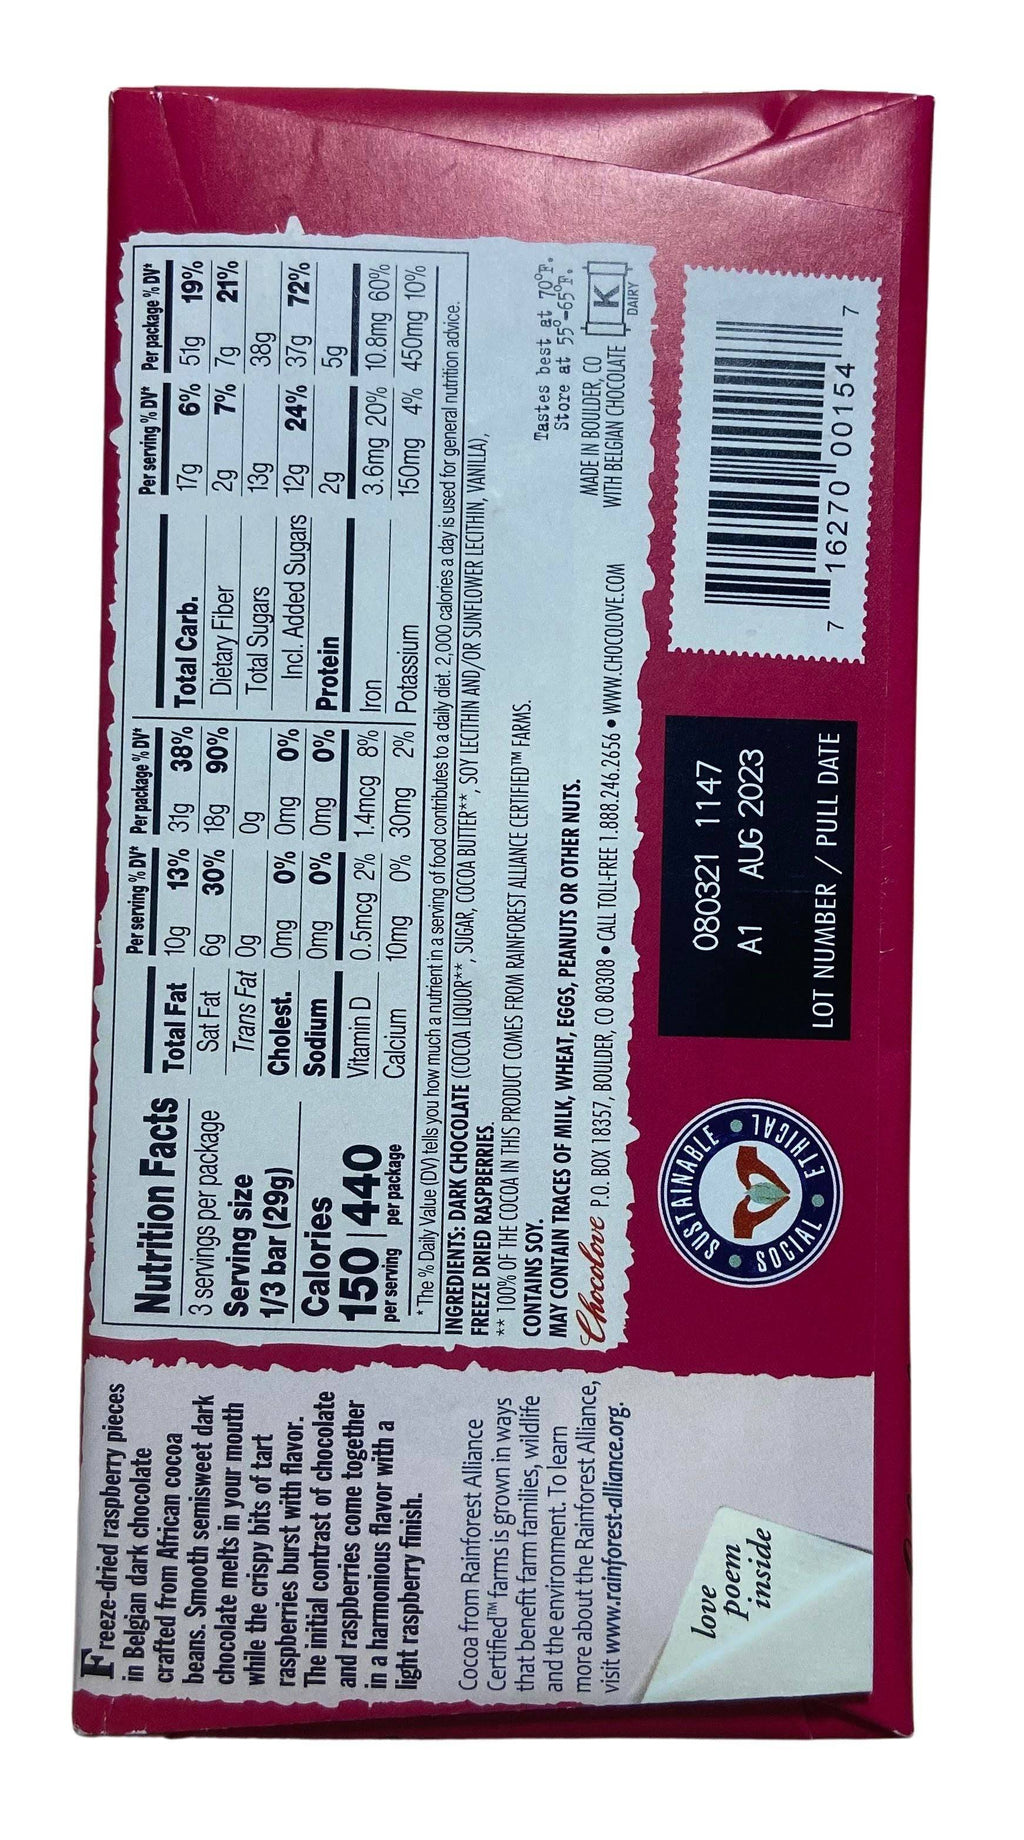 Freeze-dried raspberry pieces
in Belgian dark chocolate
crafted from African cocoa
beans. Smooth semisweet dark
chocolate melts in your mouth
while the crispy bits of tart
raspberries burst with flavor.
The initial contrast of chocolate
and raspberries come together
in a harmonious flavor with a
light raspberry finish.
Cocoa from Rainforest Alliance
Certified™ farms is grown in ways
that benefit farm families, wildlife
and the environment. To learn
more about the Rainforest Alliance,
visit www.rainforest-alliance.org.
love
poem
inside
Nutrition Facts
3 servings per package
Serving size
1/3 bar (29g)
Calories
150 | 440
per serving per package
Per serving % DV* Per package % DV*
Total Fat 10g 13% 31g 38%
Sat Fat 6g 30% 18g 90%
Trans Fat 0g 0g
Cholest. 0mg 0% 0mg 0%
Sodium 0mg 0% 0mg 0%
Vitamin D 0.5mcg 2% 1.4mcg 8%
Calcium 10mg 0% 30mg 2%
Per serving % DV* Per package % DV*
Total Carb. 17g 6% 51g 19%
Dietary Fiber 2g 7% 7g 21%
Total Sugars 13g 38g
Incl. Added Sugars 12g 24% 37g 72%
Protein 2g 5g
Iron 3.6mg 20% 10.8mg 60%
Potassium 150mg 4% 450mg 10%
* The % Daily Value (DV) tells you how much a nutrient in a serving of food contributes to a daily diet. 2,000 calories a day is used for general nutrition advice.
INGREDIENTS: DARK CHOCOLATE (COCOA LIQUOR**, SUGAR, COCOA BUTTER**, SOY LECITHIN AND/OR SUNFLOWER LECITHIN, VANILLA),
FREEZE DRIED RASPBERRIES.
** 100% OF THE COCOA IN THIS PRODUCT COMES FROM RAINFOREST ALLIANCE CERTIFIED™ FARMS.
CONTAINS SOY.
MAY CONTAIN TRACES OF MILK, WHEAT, EGGS, PEANUTS OR OTHER NUTS.
Chocolove P.O. BOX 18357, BOULDER, CO 80308 • CALL TOLL-FREE 1.888.246.2656 • WWW.CHOCOLOVE.COM
Tastes best at 70°F.
Store at 55°-65°F.
MADE IN BOULDER, CO
WITH BELGIAN CHOCOLATE
K
DAIRY
SUSTAINABLE • ETHICAL • SOCIAL •
080321 1147
A1 AUG 2023
LOT NUMBER / PULL DATE
7 16270 00154 7